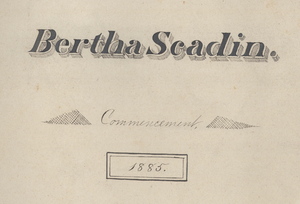 Bertha Scadin.
Commencement,
1885.